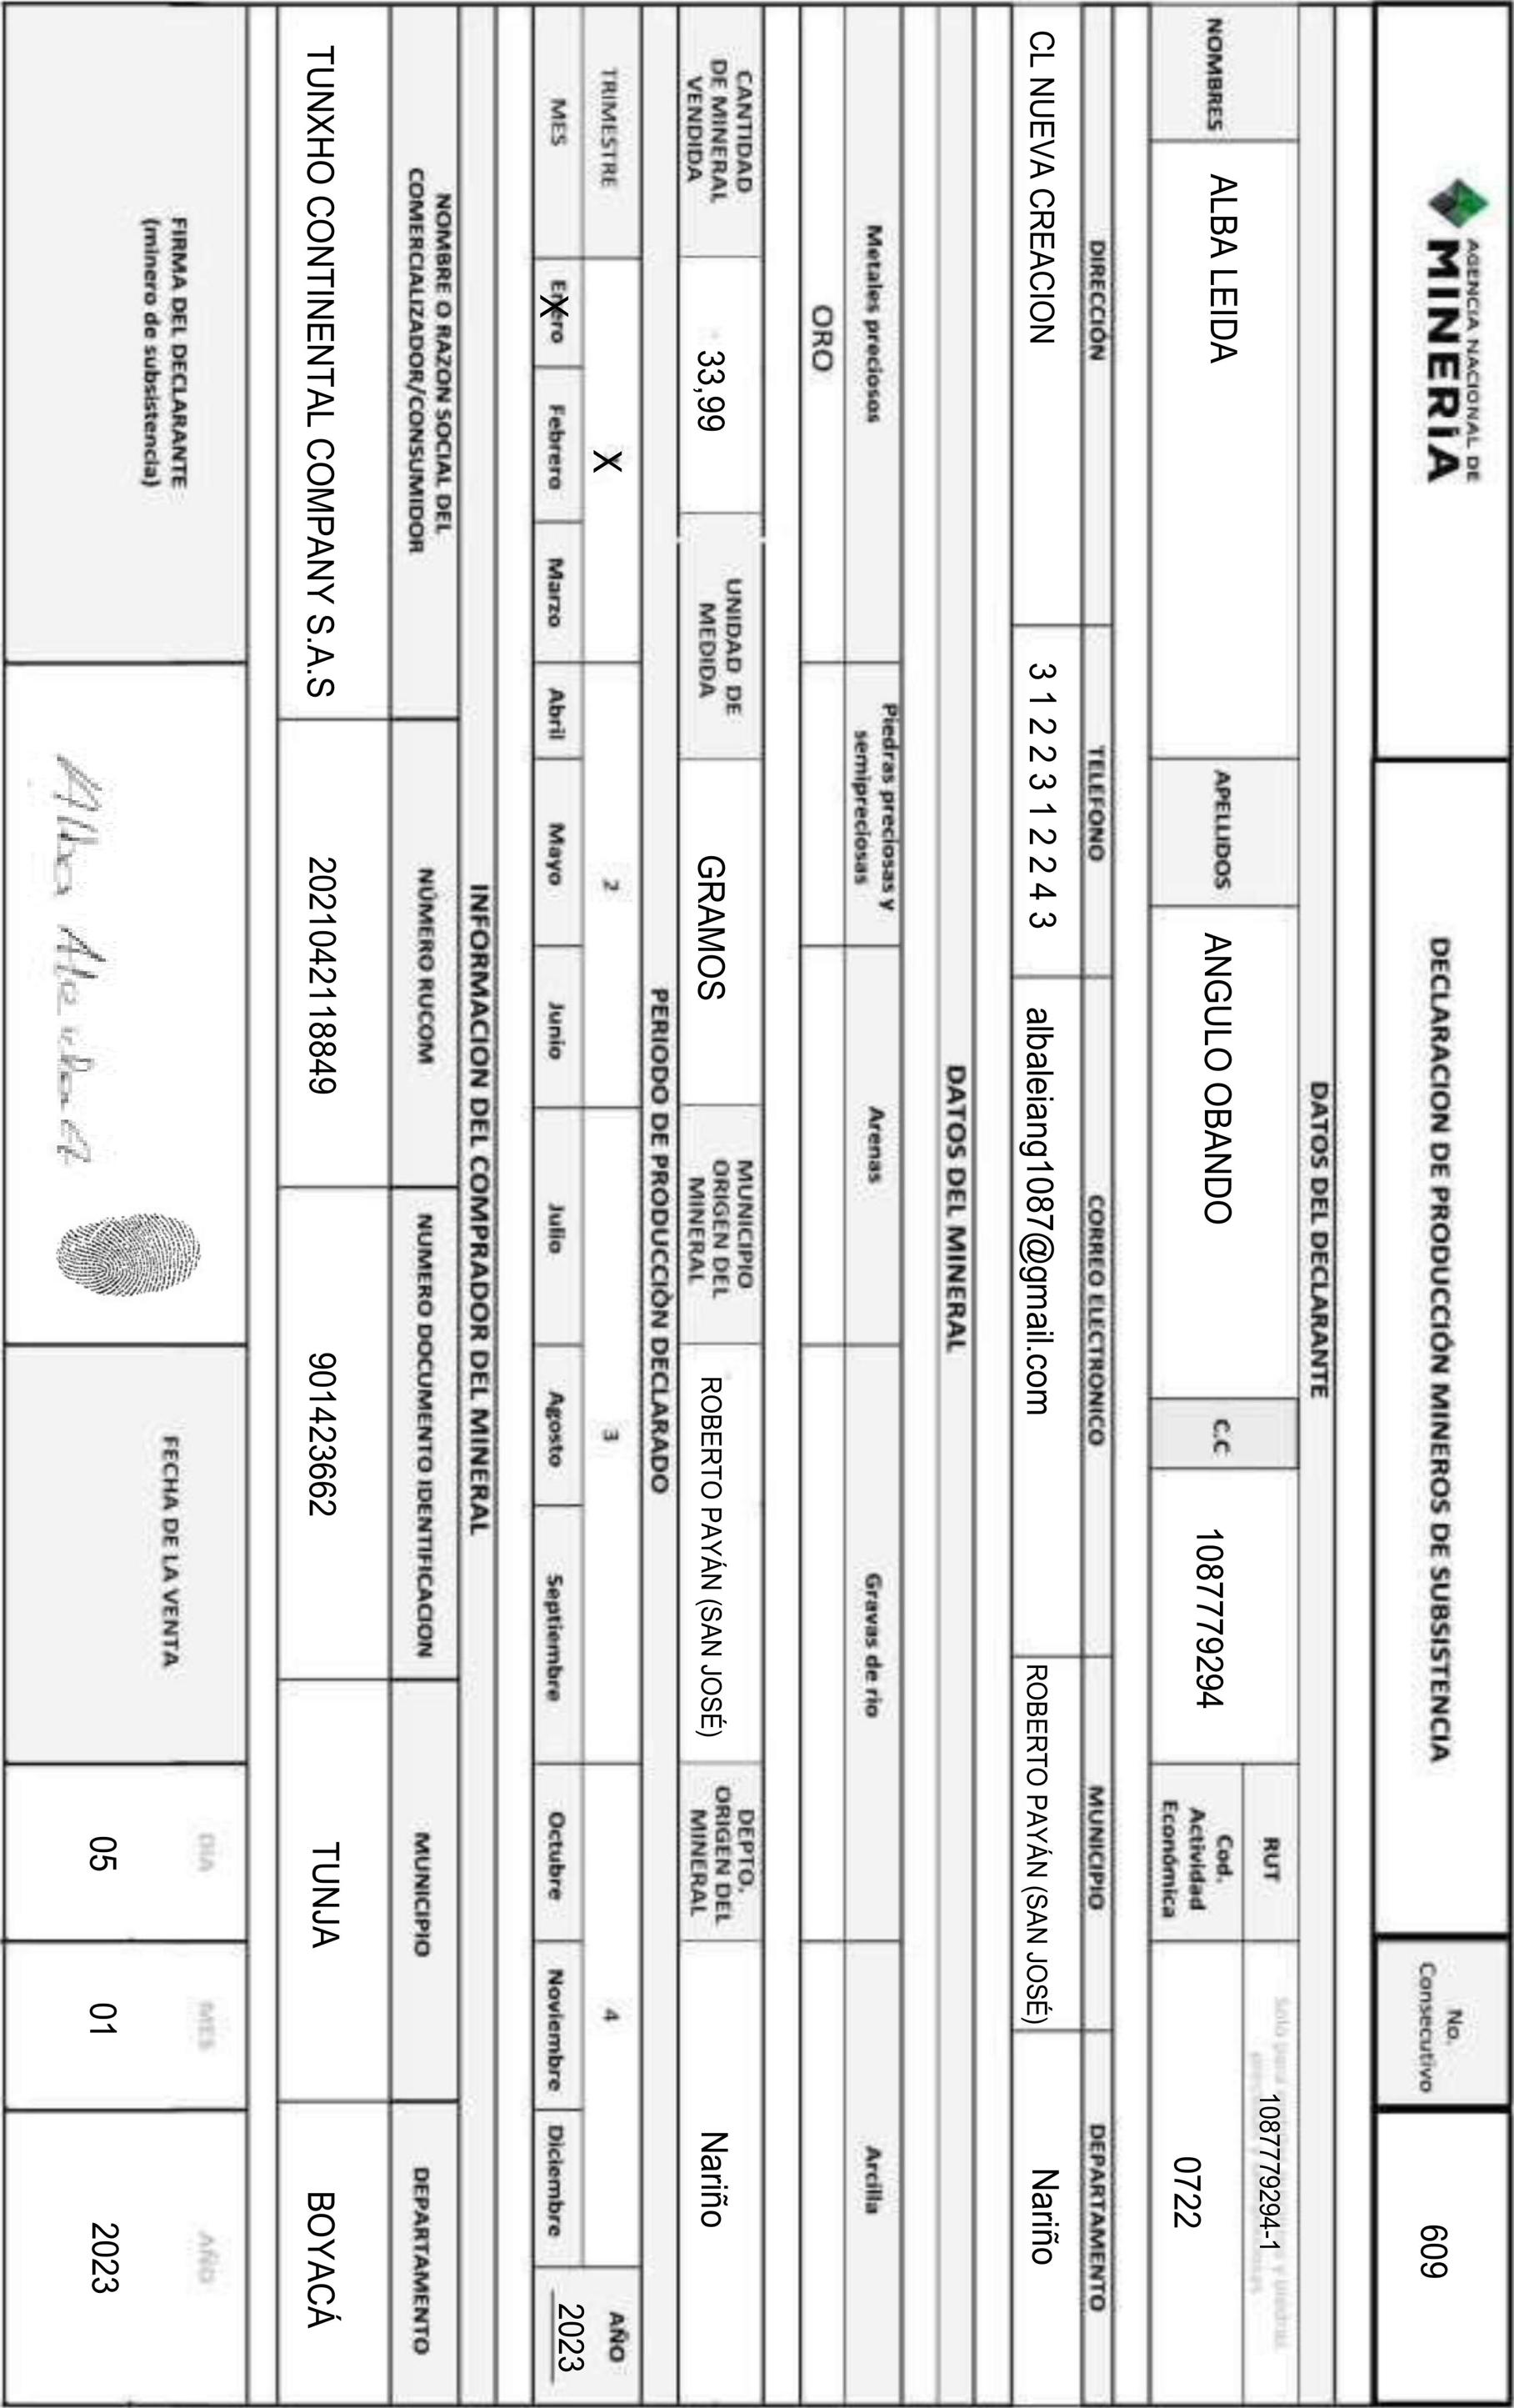 AGENCIA NACIONAL DE
MINERÍA
DECLARACION DE PRODUCCIÓN MINEROS DE SUBSISTENCIA
No.
Consecutivo
609
DATOS DEL DECLARANTE
NOMBRES
ALBA LEIDA
APELLIDOS
ANGULO OBANDO
C.C
1087779294
RUT
1087779294-1
Cod.
Actividad
Económica
0722
DIRECCIÓN
TELEFONO
CORREO ELECTRONICO
MUNICIPIO
DEPARTAMENTO
CL NUEVA CREACION
3 1 2 2 3 1 2 2 4 3
albaleiang1087@gmail.com
ROBERTO PAYÁN (SAN JOSÉ)
Nariño
DATOS DEL MINERAL
Metales preciosos
Piedras preciosas y
semipreciosas
Arenas
Gravas de rio
Arcilla
ORO
CANTIDAD
DE MINERAL
VENDIDA
33,99
UNIDAD DE
MEDIDA
GRAMOS
MUNICIPIO
ORIGEN DEL
MINERAL
ROBERTO PAYÁN (SAN JOSÉ)
DEPTO.
ORIGEN DEL
MINERAL
Nariño
PERIODO DE PRODUCCIÓN DECLARADO
TRIMESTRE
X
2
3
4
AÑO
MES
Enero
X
Febrero
Marzo
Abril
Mayo
Junio
Julio
Agosto
Septiembre
Octubre
Noviembre
Diciembre
2023
INFORMACION DEL COMPRADOR DEL MINERAL
NOMBRE O RAZON SOCIAL DEL
COMERCIALIZADOR/CONSUMIDOR
NÚMERO RUCOM
NUMERO DOCUMENTO IDENTIFICACION
MUNICIPIO
DEPARTAMENTO
TUNXHO CONTINENTAL COMPANY S.A.S
2021042118849
901423662
TUNJA
BOYACÁ
FIRMA DEL DECLARANTE
(minero de subsistencia)
FECHA DE LA VENTA
DIA
MES
AÑO
05
01
2023